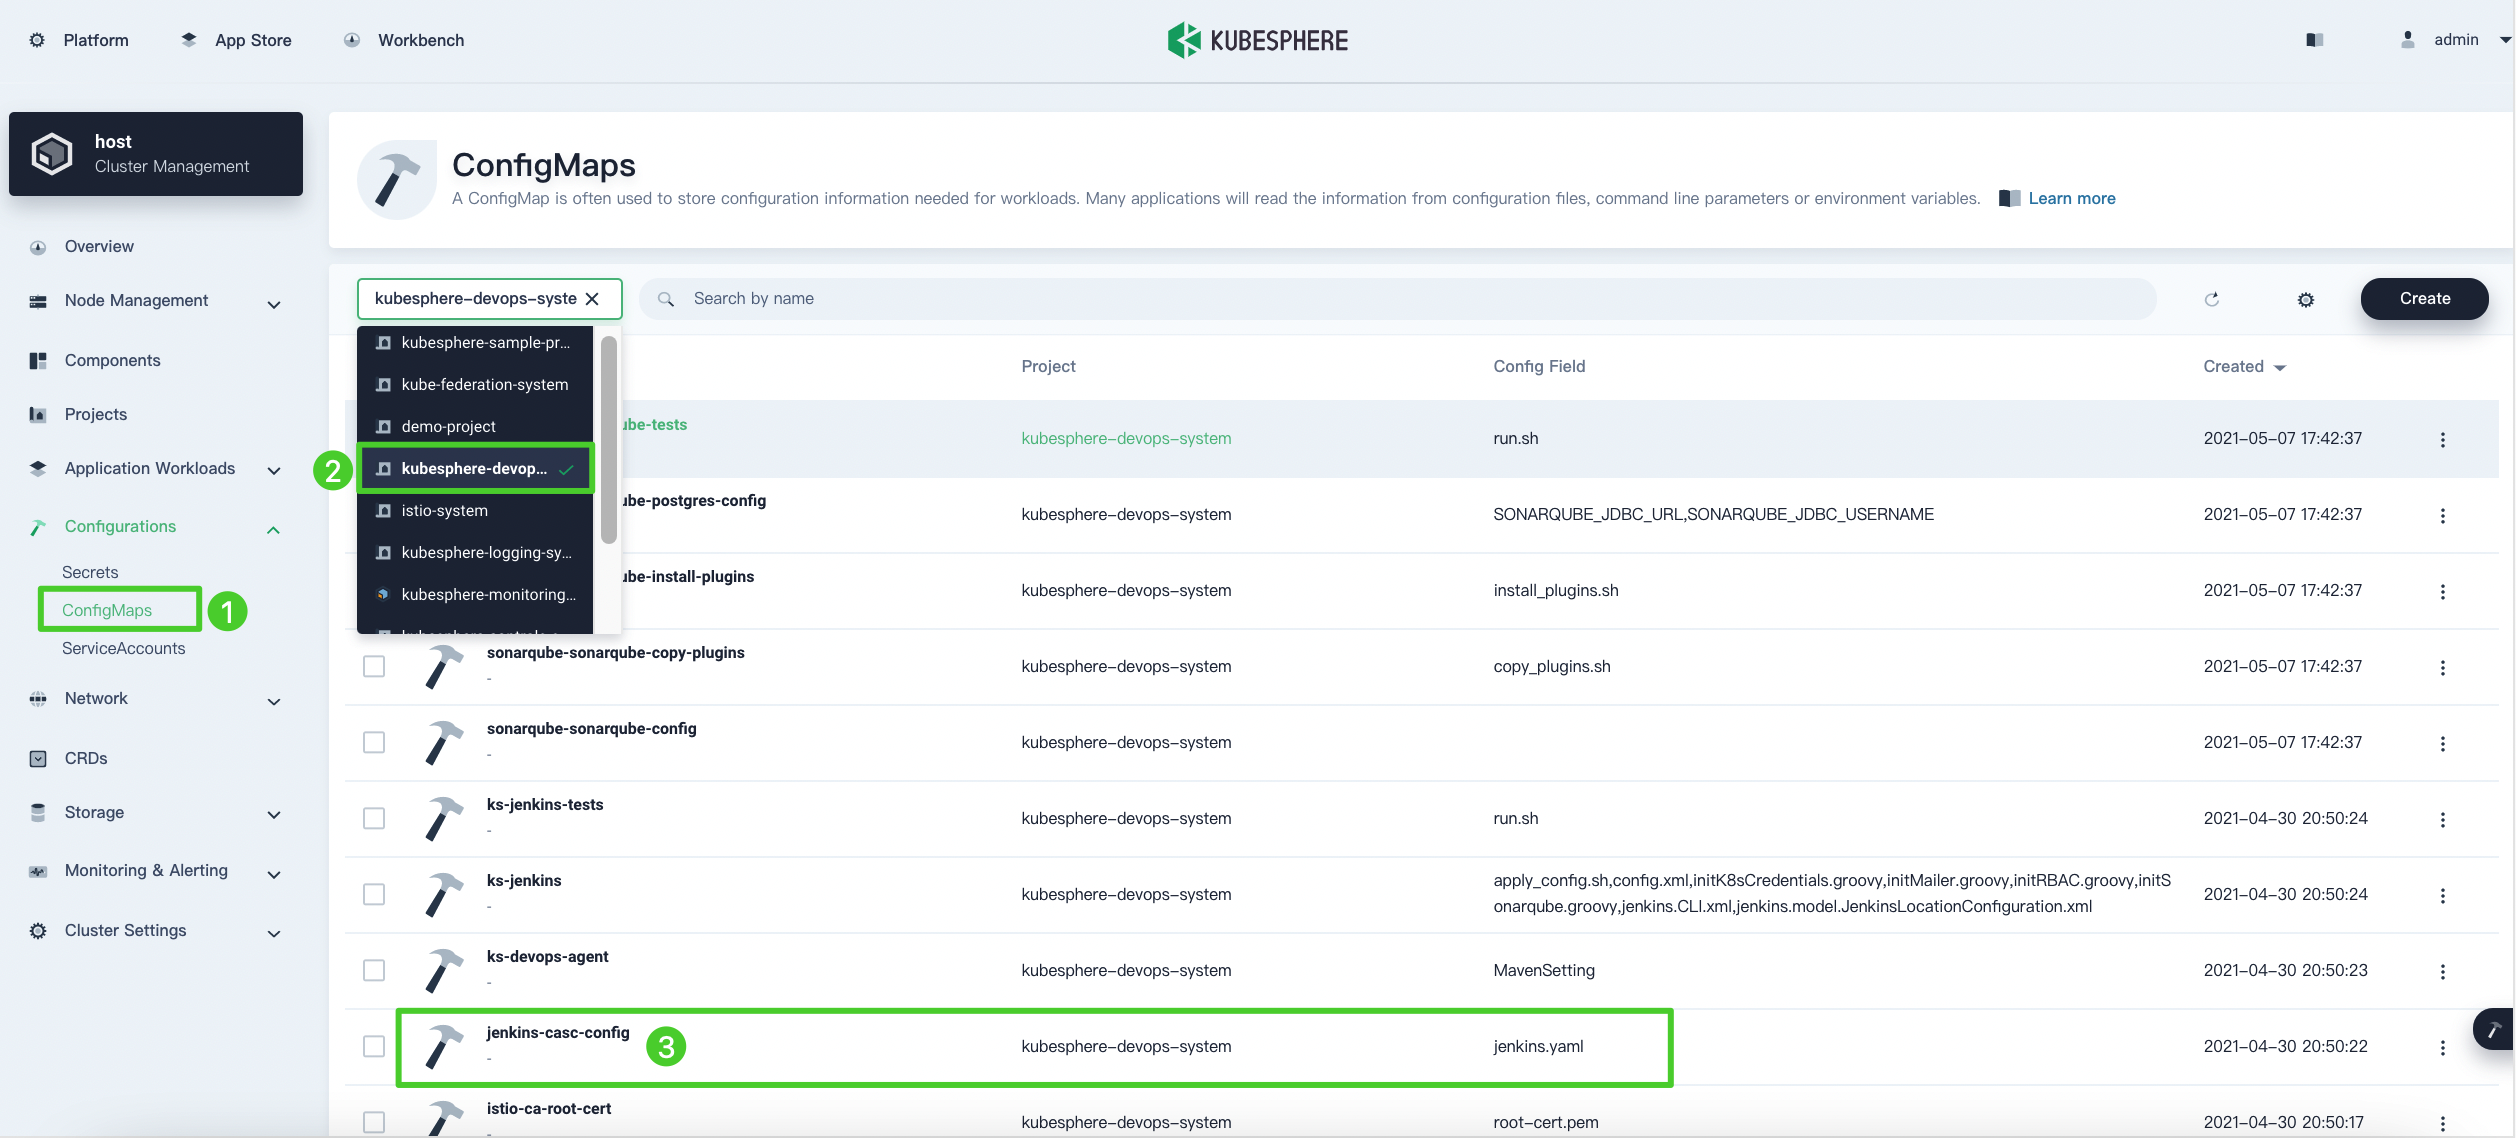 Platform
App Store
Workbench
KUBESPHERE
admin
host
Cluster Management
Overview
Node Management
Components
Projects
Application Workloads
Configurations
Secrets
ConfigMaps
1
ServiceAccounts
Network
CRDs
Storage
Monitoring & Alerting
Cluster Settings
ConfigMaps
A ConfigMap is often used to store configuration information needed for workloads. Many applications will read the information from configuration files, command line parameters or environment variables. Learn more
kubesphere-devops-syste
Search by name
Create
kubesphere-sample-pr...
kube-federation-system
demo-project
2
kubesphere-devop...
istio-system
kubesphere-logging-sy...
kubesphere-monitoring...
Project Config Field Created
ube-tests
kubesphere-devops-system run.sh 2021-05-07 17:42:37
ube-postgres-config
kubesphere-devops-system SONARQUBE_JDBC_URL,SONARQUBE_JDBC_USERNAME 2021-05-07 17:42:37
ube-install-plugins
kubesphere-devops-system install_plugins.sh 2021-05-07 17:42:37
sonarqube-sonarqube-copy-plugins
-
kubesphere-devops-system copy_plugins.sh 2021-05-07 17:42:37
sonarqube-sonarqube-config
-
kubesphere-devops-system 2021-05-07 17:42:37
ks-jenkins-tests
-
kubesphere-devops-system run.sh 2021-04-30 20:50:24
ks-jenkins
-
kubesphere-devops-system
apply_config.sh,config.xml,initK8sCredentials.groovy,initMailer.groovy,initRBAC.groovy,initS
onarqube.groovy,jenkins.CLI.xml,jenkins.model.JenkinsLocationConfiguration.xml
2021-04-30 20:50:24
ks-devops-agent
-
kubesphere-devops-system MavenSetting 2021-04-30 20:50:23
jenkins-casc-config
-
3
kubesphere-devops-system jenkins.yaml 2021-04-30 20:50:22
istio-ca-root-cert
-
kubesphere-devops-system root-cert.pem 2021-04-30 20:50:17